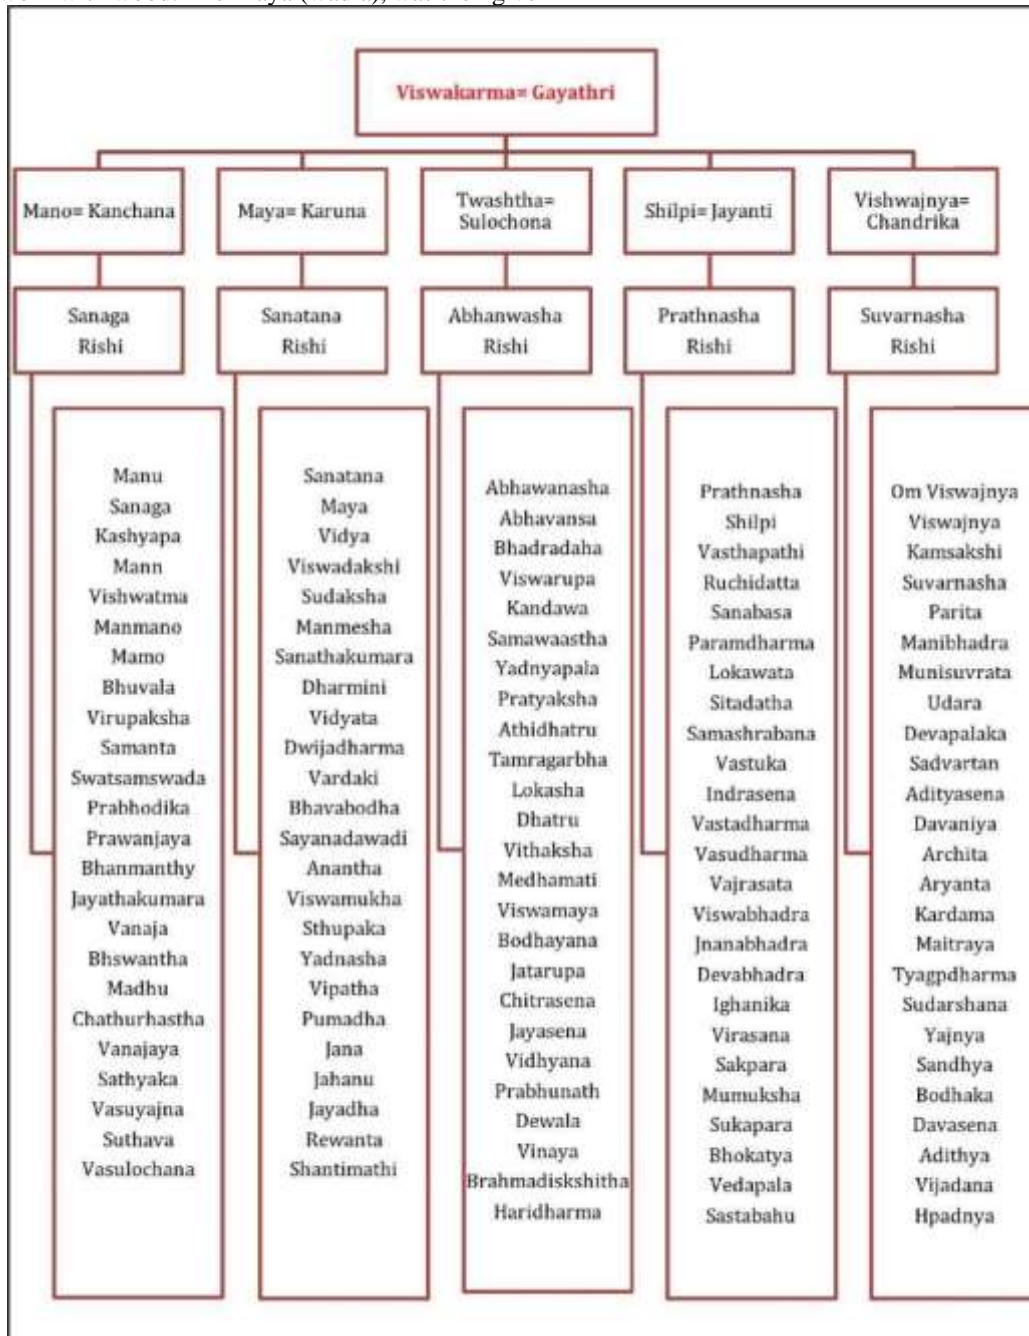 Viswakarma= Gayathri
Mano= Kanchana
Maya= Karuna
Twashtha=
Sulochona
Shilpi= Jayanti
Vishwajnya=
Chandrika
Sanaga
Rishi
Sanatana
Rishi
Abhanwasha
Rishi
Prathnasha
Rishi
Suvarnasha
Rishi
Manu
Sanaga
Kashyapa
Mann
Vishwatma
Manmano
Mamo
Bhuvala
Virupaksha
Samanta
Swatsamswada
Prabhodika
Prawanjaya
Bhanmanthy
Jayathakumara
Vanaja
Bhswantha
Madhu
Chathurhastha
Vanajaya
Sathyaka
Vasuyajna
Suthava
Vasulochana
Sanatana
Maya
Vidya
Viswadakshi
Sudaksha
Manmesha
Sanathakumara
Dharmini
Vidyata
Dwijadharma
Vardaki
Bhavabodha
Sayanadawadi
Anantha
Viswamukha
Sthupaka
Yadnasha
Vipatha
Pumadha
Jana
Jahanu
Jayadha
Rewanta
Shantimathi
Abhawanasha
Abhavansa
Bhadradaha
Viswarupa
Kandawa
Samawaastha
Yadnyapala
Pratyaksha
Athidhatru
Tamragarbha
Lokasha
Dhatru
Vithaksha
Medhamati
Viswamaya
Bodhayana
Jatarupa
Chitrasena
Jayasena
Vidhyana
Prabhunath
Dewala
Vinaya
Brahmadiskshitha
Haridharma
Prathnasha
Shilpi
Vasthapathi
Ruchidatta
Sanabasa
Paramdharma
Lokawata
Sitadatha
Samashrabana
Vastuka
Indrasena
Vastadharma
Vasudharma
Vajrasata
Viswabhadra
Jnanabhadra
Devabhadra
Ighanika
Virasana
Sakpara
Mumuksha
Sukapara
Bhokatya
Vedapala
Sastabahu
Om Viswajnya
Viswajnya
Kamsakshi
Suvarnasha
Parita
Manibhadra
Munisuvrata
Udara
Devapalaka
Sadvartan
Adityasena
Davaniya
Archita
Aryanta
Kardama
Maitraya
Tyagpdharma
Sudarshana
Yajnya
Sandhya
Bodhaka
Davasena
Adithya
Vijadana
Hpadnya